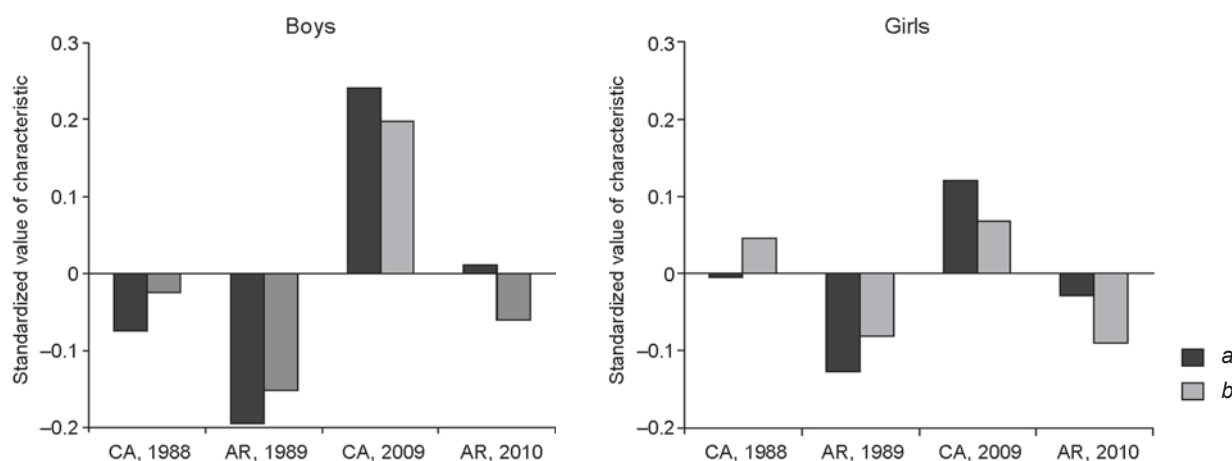 Boys
Standardized value of characteristic
0.3
0.2
0.1
0
–0.1
–0.2
CA, 1988 AR, 1989 CA, 2009 AR, 2010
Girls
Standardized value of characteristic
0.3
0.2
0.1
0
–0.1
–0.2
CA, 1988 AR, 1989 CA, 2009 AR, 2010
a
b